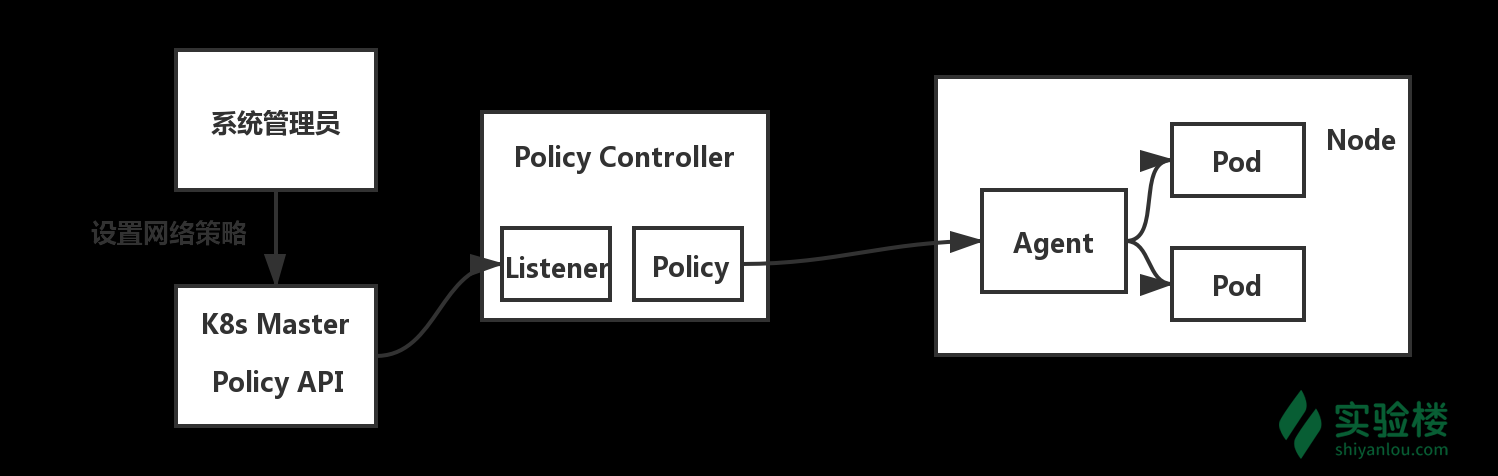 系统管理员
设置网络策略
K8s Master
Policy API
Policy Controller
Listener
Policy
Node
Agent
Pod
Pod
实验楼
shiyanlou.com